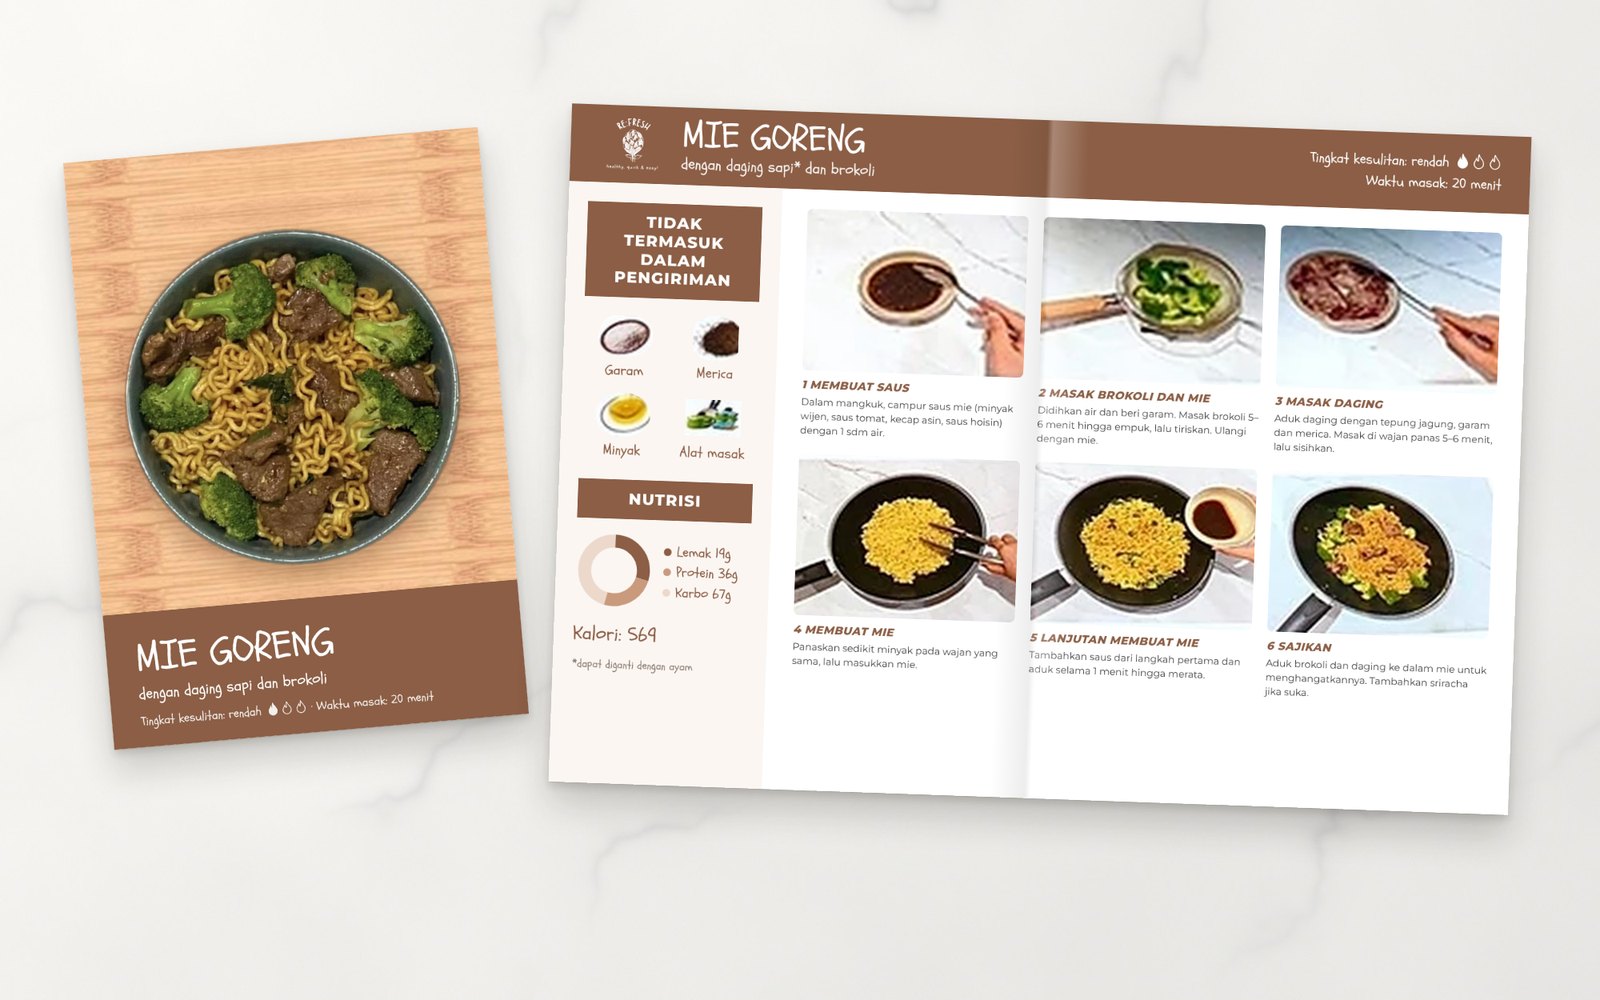 MIE GORENG
dengan daging sapi dan brokoli
Tingkat kesulitan: rendah · Waktu masak: 20 menit
RE-FRESH
healthy, quick & easy!
MIE GORENG
dengan daging sapi* dan brokoli
Tingkat kesulitan: rendah
Waktu masak: 20 menit
TIDAK
TERMASUK
DALAM
PENGIRIMAN
Garam
Merica
Minyak
Alat masak
NUTRISI
Lemak 19g
Protein 36g
Karbo 67g
Kalori: 569
*dapat diganti dengan ayam
1 MEMBUAT SAUS
Dalam mangkuk, campur saus mie (minyak
wijen, saus tomat, kecap asin, saus hoisin)
dengan 1 sdm air.
2 MASAK BROKOLI DAN MIE
Didihkan air dan beri garam. Masak brokoli 5–
6 menit hingga empuk, lalu tiriskan. Ulangi
dengan mie.
3 MASAK DAGING
Aduk daging dengan tepung jagung, garam
dan merica. Masak di wajan panas 5–6 menit,
lalu sisihkan.
4 MEMBUAT MIE
Panaskan sedikit minyak pada wajan yang
sama, lalu masukkan mie.
5 LANJUTAN MEMBUAT MIE
Tambahkan saus dari langkah pertama dan
aduk selama 1 menit hingga merata.
6 SAJIKAN
Aduk brokoli dan daging ke dalam mie untuk
menghangatkannya. Tambahkan sriracha
jika suka.